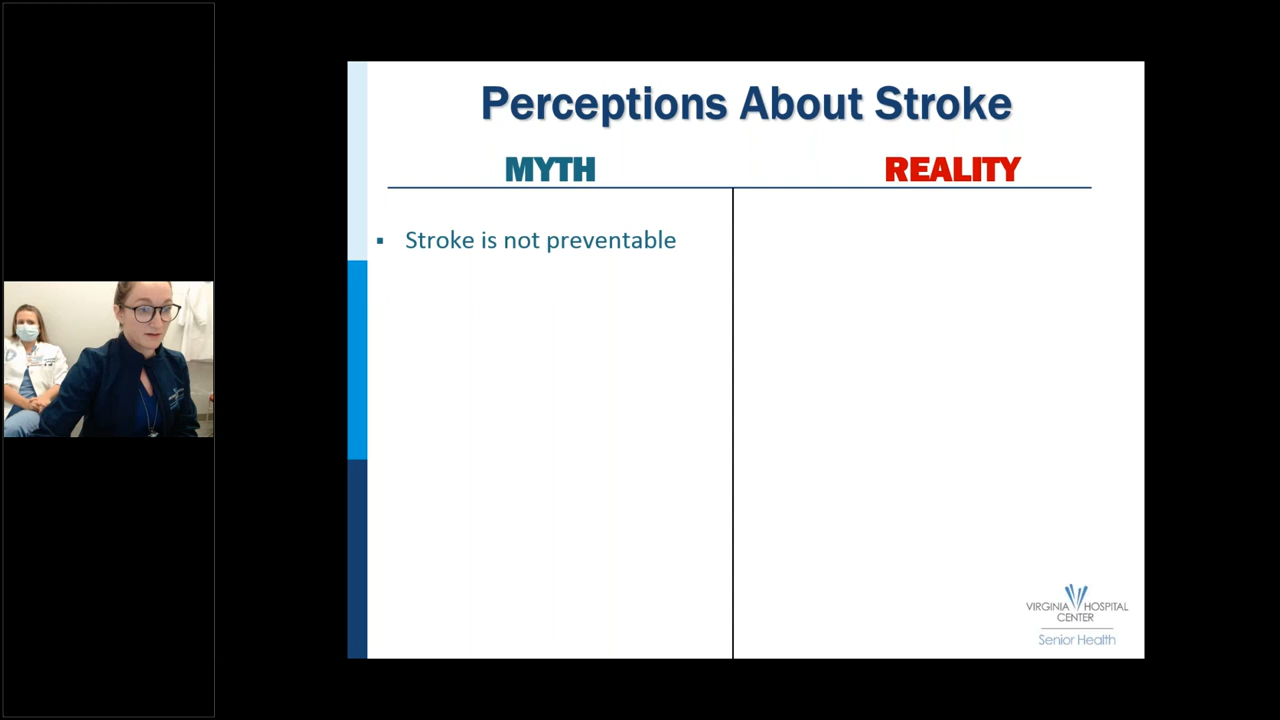 Perceptions About Stroke
MYTH
REALITY
▪ Stroke is not preventable
VIRGINIA HOSPITAL
CENTER
Senior Health